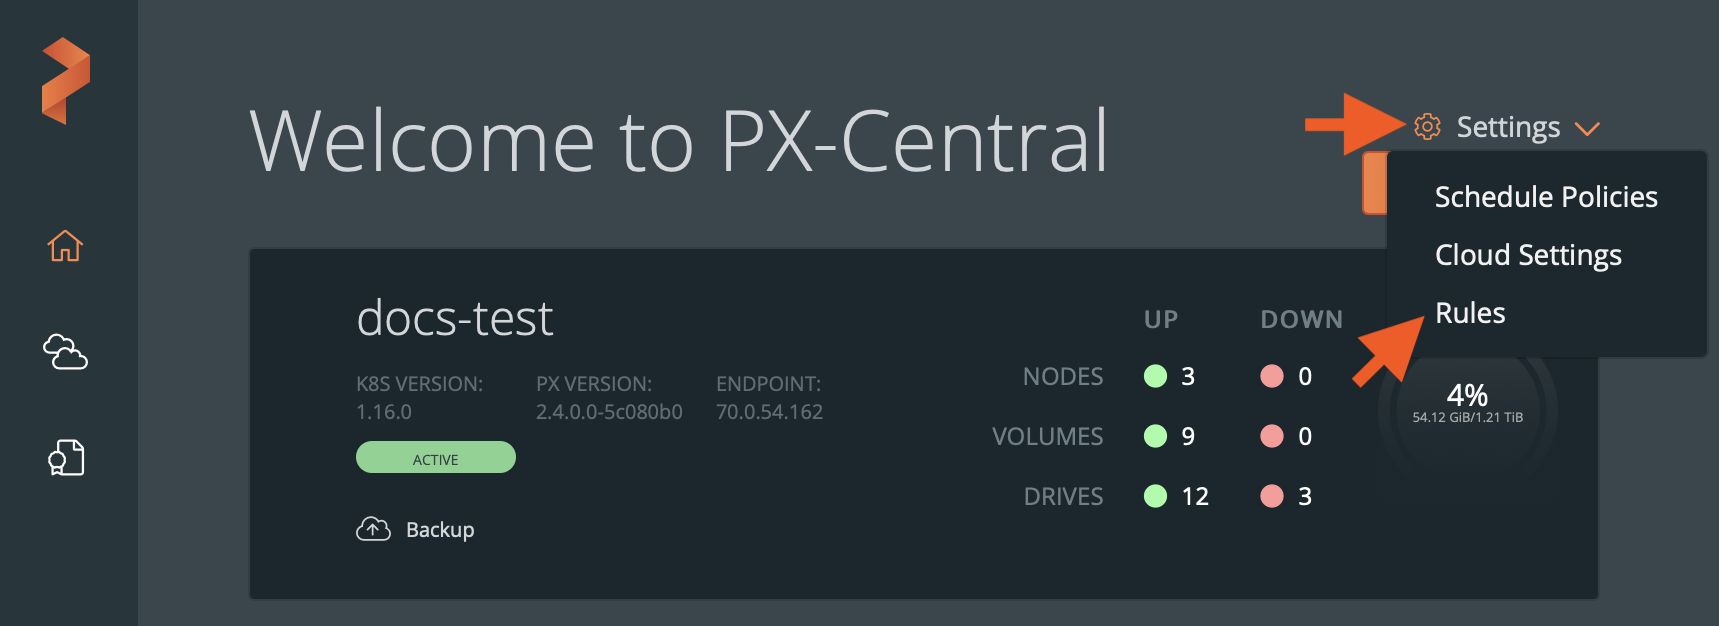 Welcome to PX-Central
Settings
Schedule Policies
Cloud Settings
Rules
docs-test
K8S VERSION:
1.16.0
PX VERSION:
2.4.0.0-5c080b0
ENDPOINT:
70.0.54.162
ACTIVE
Backup
UP DOWN
NODES 3 0
VOLUMES 9 0
DRIVES 12 3
4%
54.12 GiB/1.21 TiB